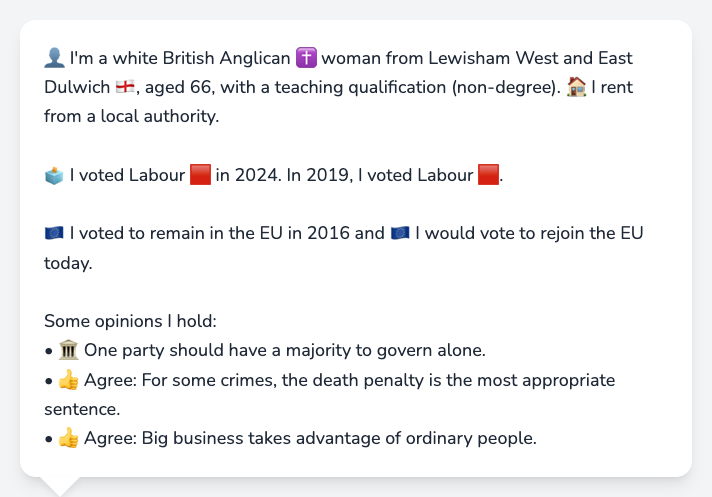 👤 I'm a white British Anglican ✝️ woman from Lewisham West and East
Dulwich 🏴󠁧󠁢󠁥󠁮󠁧󠁿, aged 66, with a teaching qualification (non-degree). 🏠 I rent
from a local authority.
🗳️ I voted Labour 🟥 in 2024. In 2019, I voted Labour 🟥.
🇪🇺 I voted to remain in the EU in 2016 and 🇪🇺 I would vote to rejoin the EU
today.
Some opinions I hold:
• 🏛️ One party should have a majority to govern alone.
• 👍 Agree: For some crimes, the death penalty is the most appropriate
sentence.
• 👍 Agree: Big business takes advantage of ordinary people.